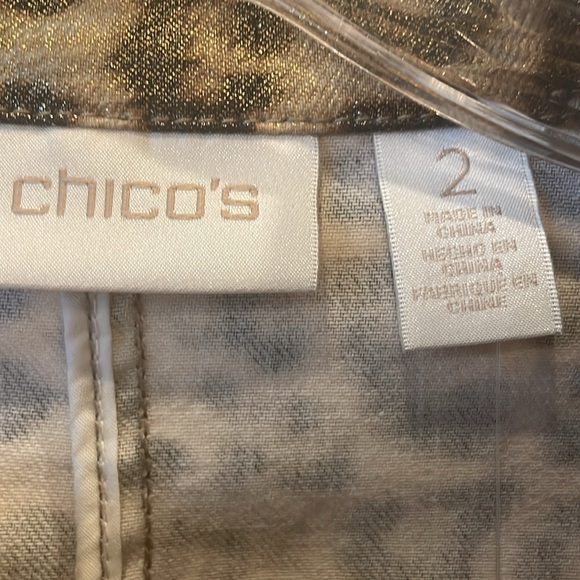 chico's
2
MADE IN
CHINA
HECHO EN
CHINA
FABRIQUE EN
CHINE